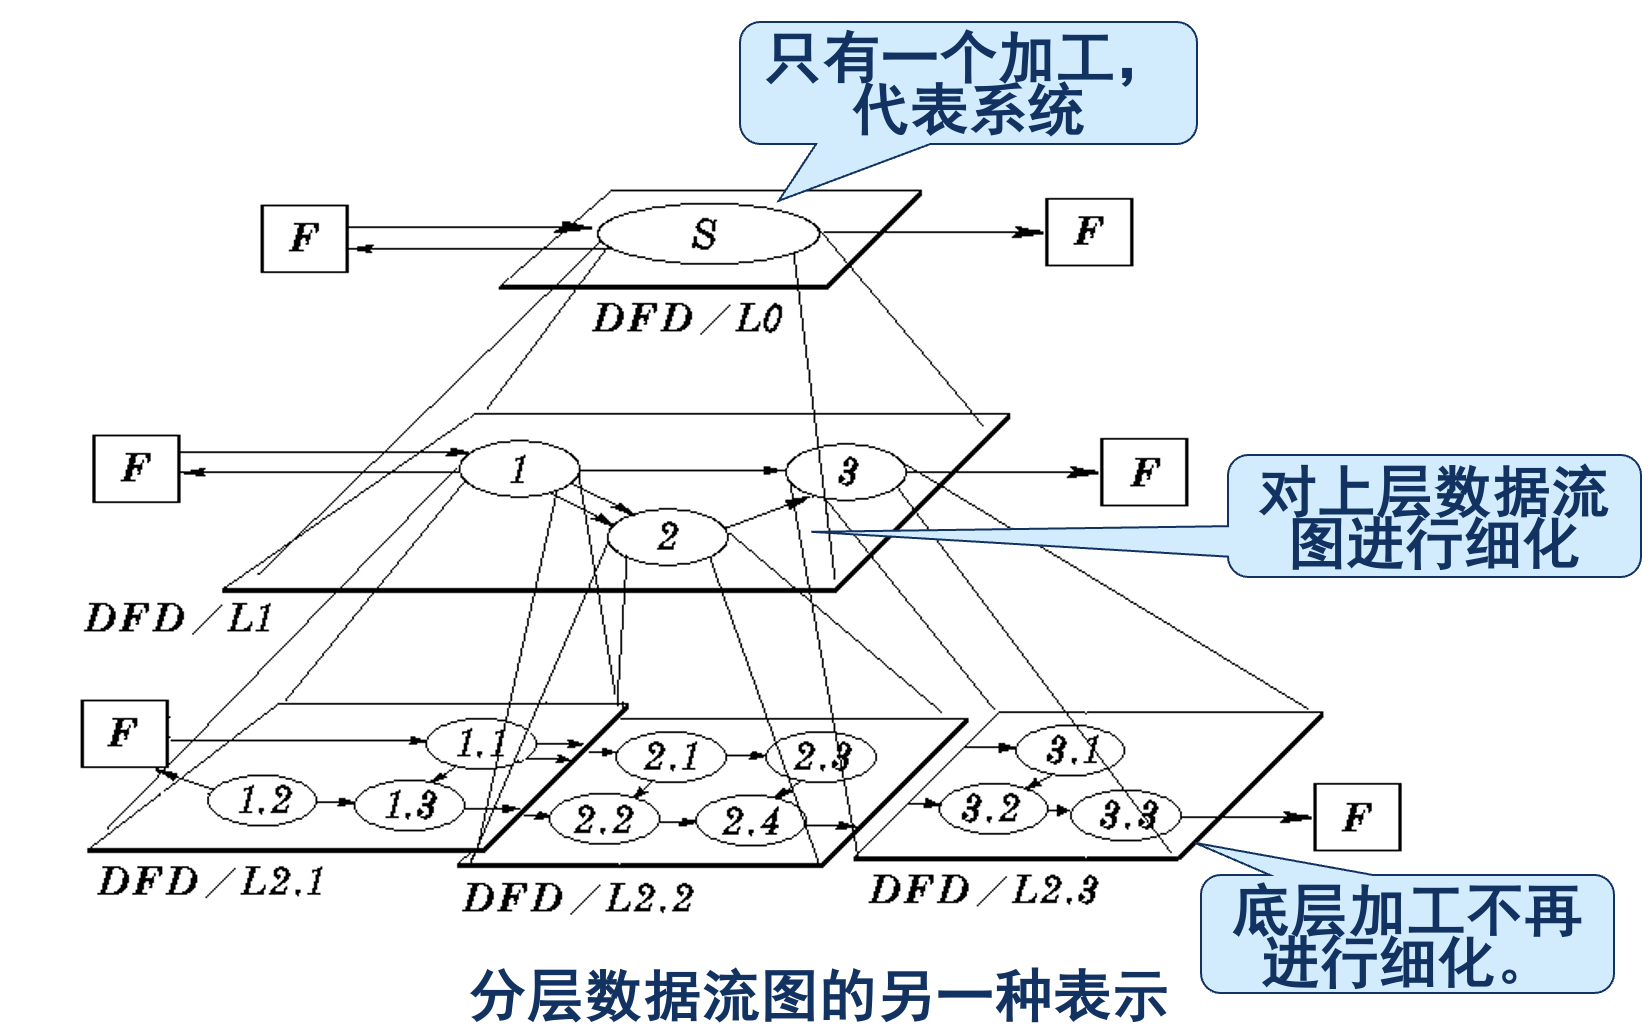 只有一个加工，
代表系统
F
S
F
DFD／L0
F
1
3
F
2
对上层数据流
图进行细化
DFD／L1
F
1.1
2.1
2.3
3.1
1.2
1.3
2.2
2.4
3.2
3.3
F
DFD／L2.1
DFD／L2.2
DFD／L2.3
底层加工不再
进行细化。
分层数据流图的另一种表示